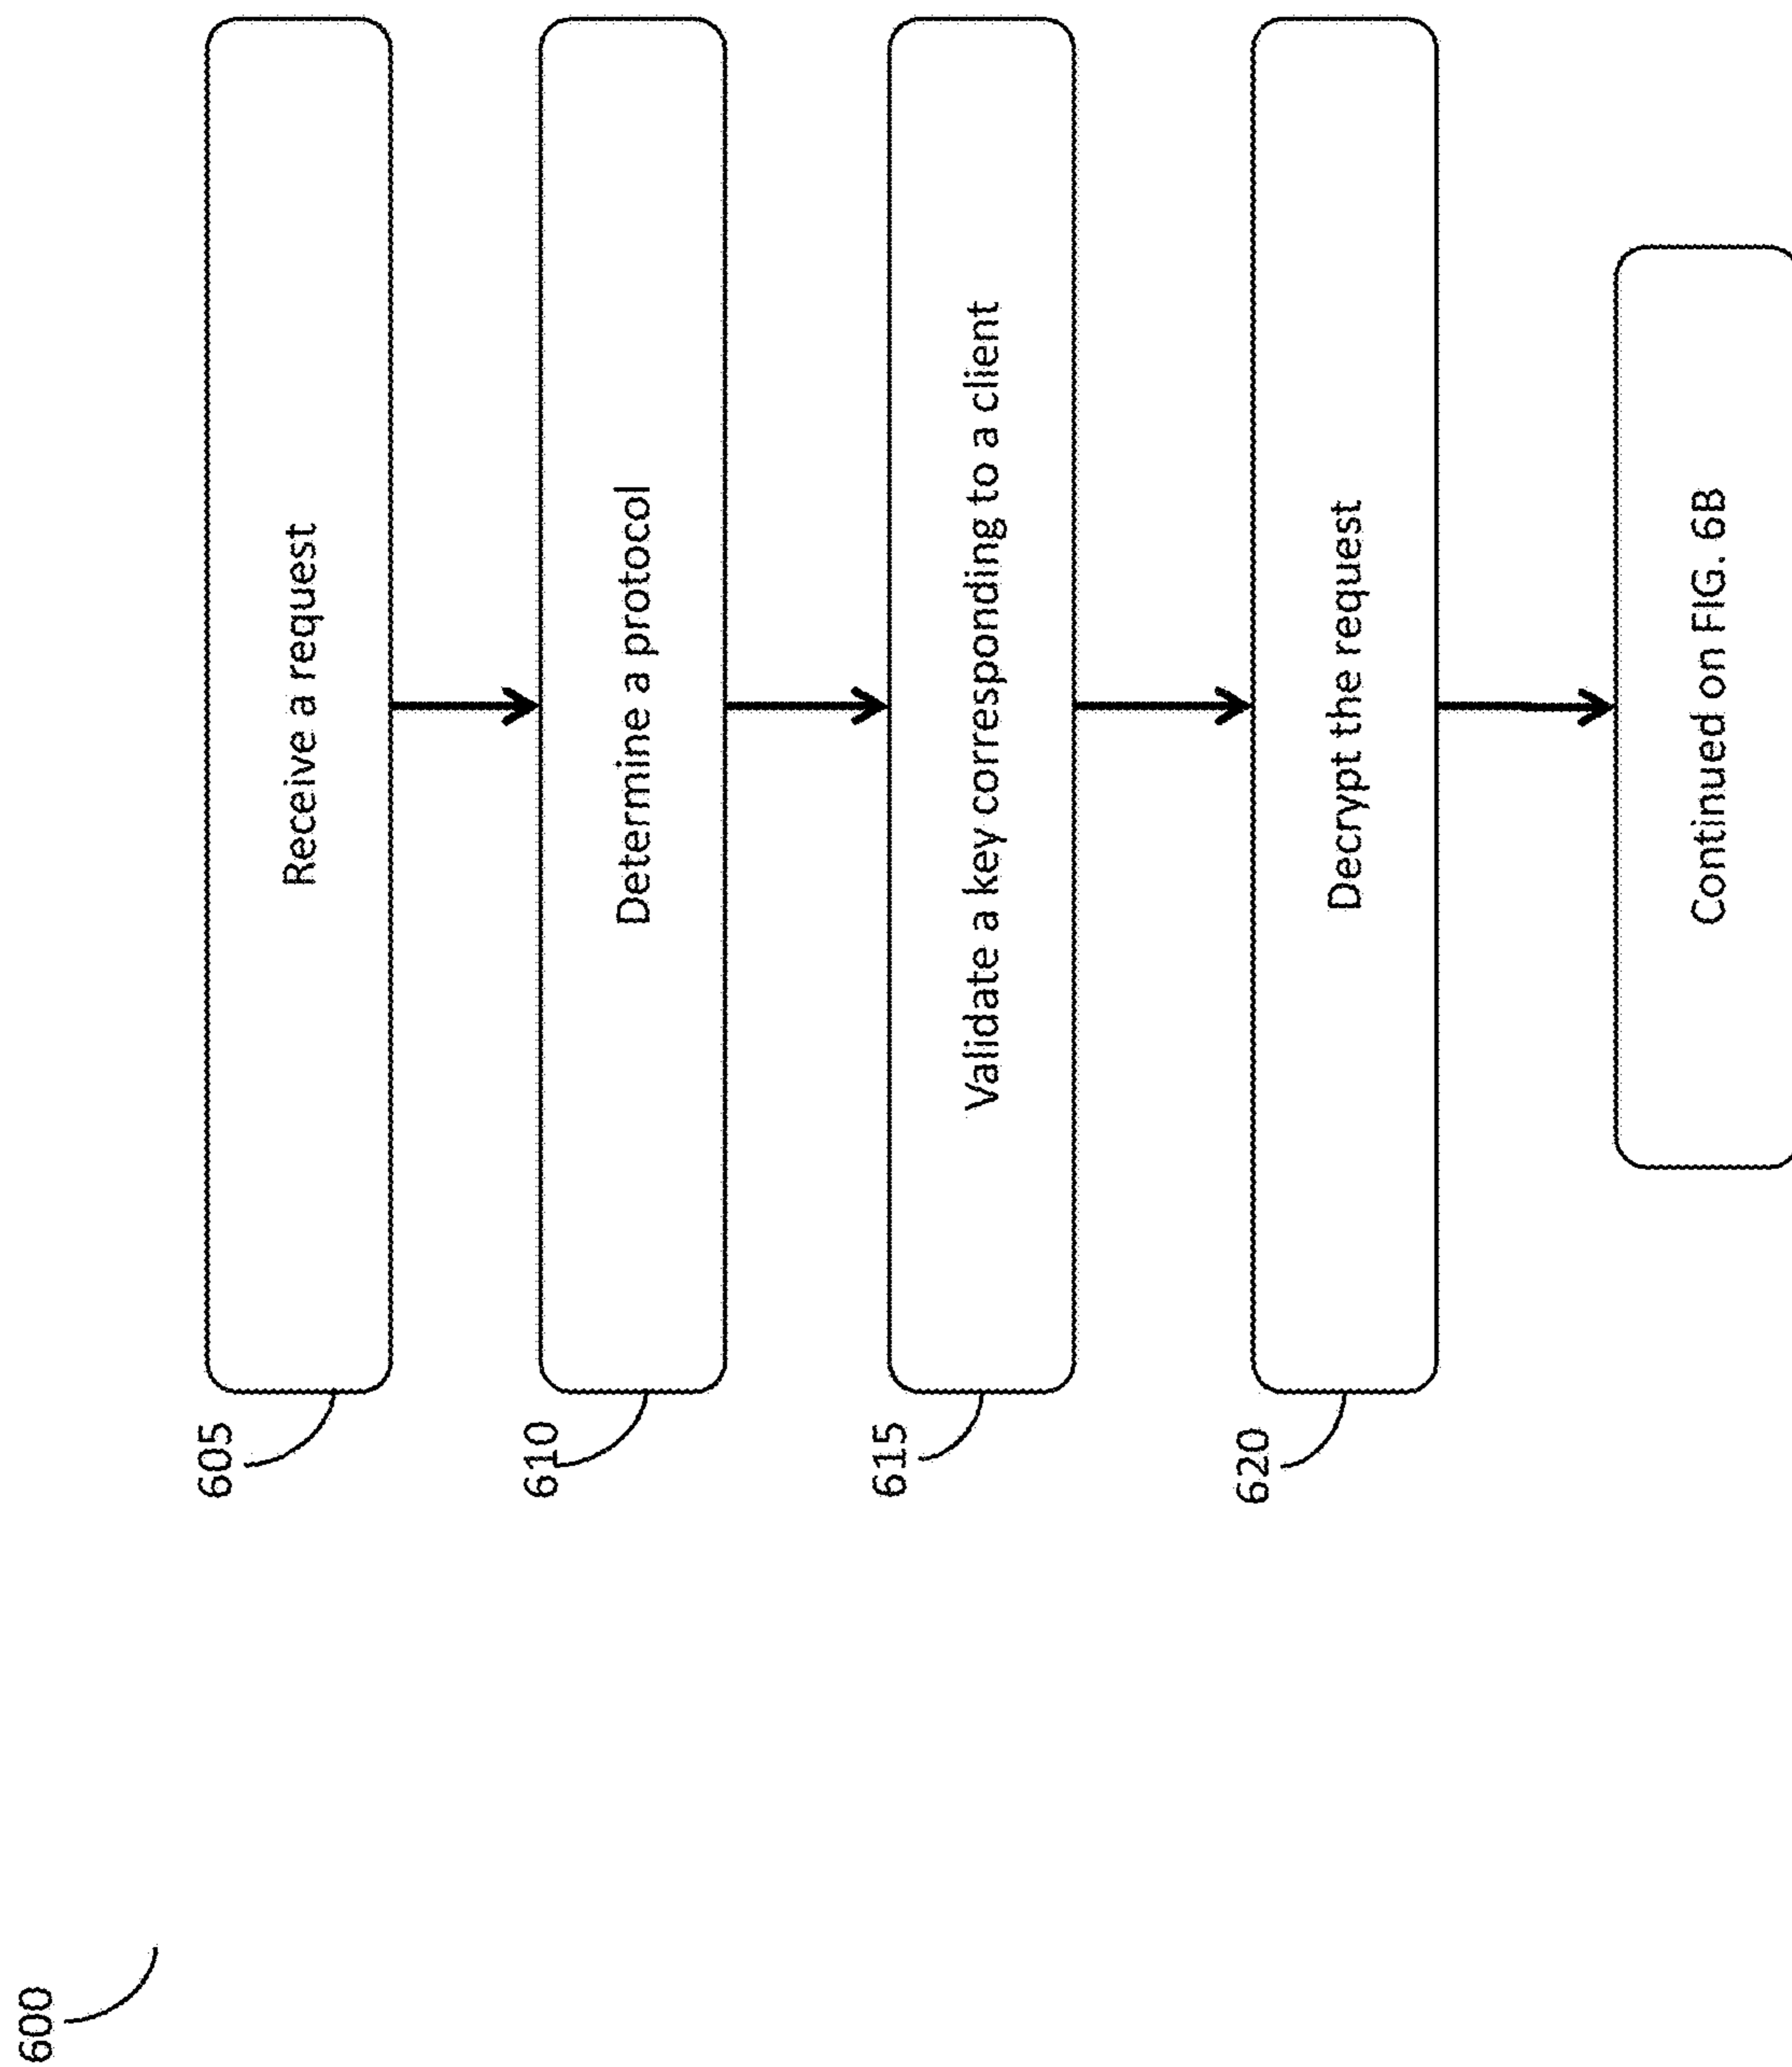 600
605
Receive a request
610
Determine a protocol
615
Validate a key corresponding to a client
620
Decrypt the request
Continued on FIG. 6B